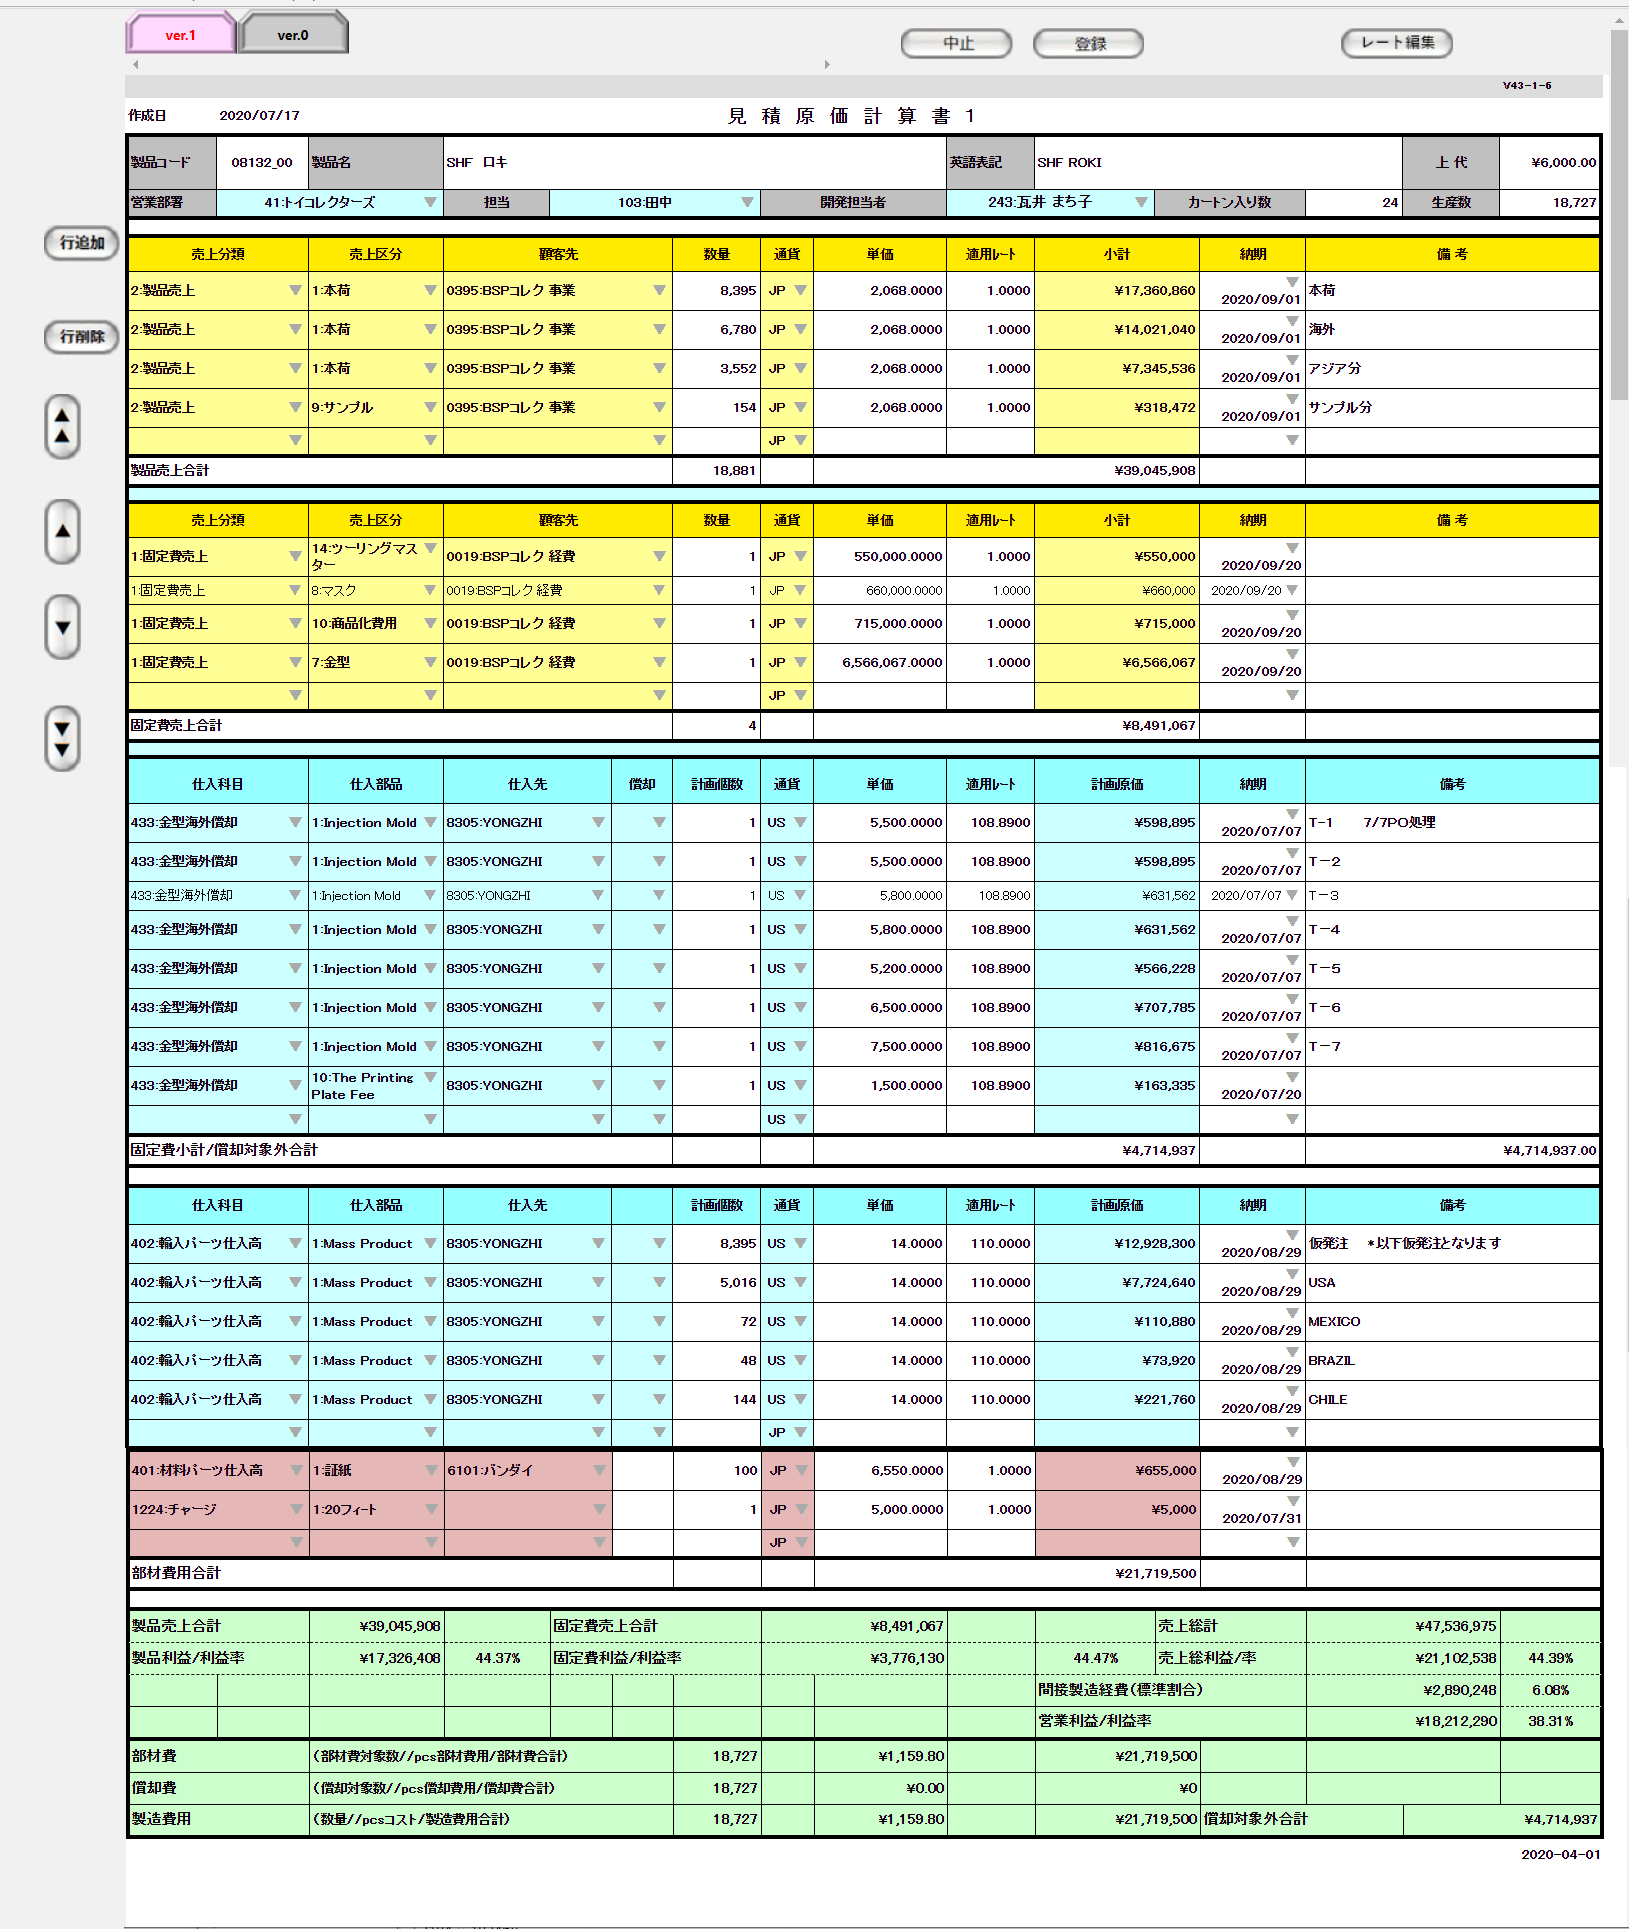 ver.1 ver.0 中止 登録 レート編集
V43-1-6
作成日 2020/07/17 見積原価計算書1
製品コード 08132_00 製品名 SHF ロキ 英語表記 SHF ROKI 上代 ¥6,000.00
営業部署 41:トイコレクターズ 担当 103:田中 開発担当者 243:瓦井 まち子 カートン入り数 24 生産数 18,727
行追加
行削除
売上分類 売上区分 顧客先 数量 通貨 単価 適用レート 小計 納期 備考
2:製品売上 1:本荷 0395:BSPコレク 事業 8,395 JP 2,068.0000 1.0000 ¥17,360,860 2020/09/01 本荷
2:製品売上 1:本荷 0395:BSPコレク 事業 6,780 JP 2,068.0000 1.0000 ¥14,021,040 2020/09/01 海外
2:製品売上 1:本荷 0395:BSPコレク 事業 3,552 JP 2,068.0000 1.0000 ¥7,345,536 2020/09/01 アジア分
2:製品売上 9:サンプル 0395:BSPコレク 事業 154 JP 2,068.0000 1.0000 ¥318,472 2020/09/01 サンプル分
JP
製品売上合計 18,881 ¥39,045,908
売上分類 売上区分 顧客先 数量 通貨 単価 適用レート 小計 納期 備考
1:固定費売上 14:ツーリングマスター 0019:BSPコレク 経費 1 JP 550,000.0000 1.0000 ¥550,000 2020/09/20
1:固定費売上 8:マスク 0019:BSPコレク 経費 1 JP 660,000.0000 1.0000 ¥660,000 2020/09/20
1:固定費売上 10:商品化費用 0019:BSPコレク 経費 1 JP 715,000.0000 1.0000 ¥715,000 2020/09/20
1:固定費売上 7:金型 0019:BSPコレク 経費 1 JP 6,566,067.0000 1.0000 ¥6,566,067 2020/09/20
JP
固定費売上合計 4 ¥8,491,067
仕入科目 仕入部品 仕入先 償却 計画個数 通貨 単価 適用レート 計画原価 納期 備考
433:金型海外償却 1:Injection Mold 8305:YONGZHI 1 US 5,500.0000 108.8900 ¥598,895 2020/07/07 T-1 7/7PO処理
433:金型海外償却 1:Injection Mold 8305:YONGZHI 1 US 5,500.0000 108.8900 ¥598,895 2020/07/07 T－2
433:金型海外償却 1:Injection Mold 8305:YONGZHI 1 US 5,800.0000 108.8900 ¥631,562 2020/07/07 T－3
433:金型海外償却 1:Injection Mold 8305:YONGZHI 1 US 5,800.0000 108.8900 ¥631,562 2020/07/07 T－4
433:金型海外償却 1:Injection Mold 8305:YONGZHI 1 US 5,200.0000 108.8900 ¥566,228 2020/07/07 T－5
433:金型海外償却 1:Injection Mold 8305:YONGZHI 1 US 6,500.0000 108.8900 ¥707,785 2020/07/07 T－6
433:金型海外償却 1:Injection Mold 8305:YONGZHI 1 US 7,500.0000 108.8900 ¥816,675 2020/07/07 T－7
433:金型海外償却 10:The Printing Plate Fee 8305:YONGZHI 1 US 1,500.0000 108.8900 ¥163,335 2020/07/20
US
固定費小計/償却対象外合計 ¥4,714,937 ¥4,714,937.00
仕入科目 仕入部品 仕入先 計画個数 通貨 単価 適用レート 計画原価 納期 備考
402:輸入パーツ仕入高 1:Mass Product 8305:YONGZHI 8,395 US 14.0000 110.0000 ¥12,928,300 2020/08/29 仮発注 *以下仮発注となります
402:輸入パーツ仕入高 1:Mass Product 8305:YONGZHI 5,016 US 14.0000 110.0000 ¥7,724,640 2020/08/29 USA
402:輸入パーツ仕入高 1:Mass Product 8305:YONGZHI 72 US 14.0000 110.0000 ¥110,880 2020/08/29 MEXICO
402:輸入パーツ仕入高 1:Mass Product 8305:YONGZHI 48 US 14.0000 110.0000 ¥73,920 2020/08/29 BRAZIL
402:輸入パーツ仕入高 1:Mass Product 8305:YONGZHI 144 US 14.0000 110.0000 ¥221,760 2020/08/29 CHILE
JP
401:材料パーツ仕入高 1:証紙 6101:バンダイ 100 JP 6,550.0000 1.0000 ¥655,000 2020/08/29
1224:チャージ 1:20フィート 1 JP 5,000.0000 1.0000 ¥5,000 2020/07/31
JP
部材費用合計 ¥21,719,500
製品売上合計 ¥39,045,908 固定費売上合計 ¥8,491,067 売上総計 ¥47,536,975
製品利益/利益率 ¥17,326,408 44.37% 固定費利益/利益率 ¥3,776,130 44.47% 売上総利益/率 ¥21,102,538 44.39%
間接製造経費(標準割合) ¥2,890,248 6.08%
営業利益/利益率 ¥18,212,290 38.31%
部材費 (部材費対象数//pcs部材費用/部材費合計) 18,727 ¥1,159.80 ¥21,719,500
償却費 (償却対象数//pcs償却費用/償却費合計) 18,727 ¥0.00 ¥0
製造費用 (数量//pcsコスト/製造費用合計) 18,727 ¥1,159.80 ¥21,719,500 償却対象外合計 ¥4,714,937
2020-04-01